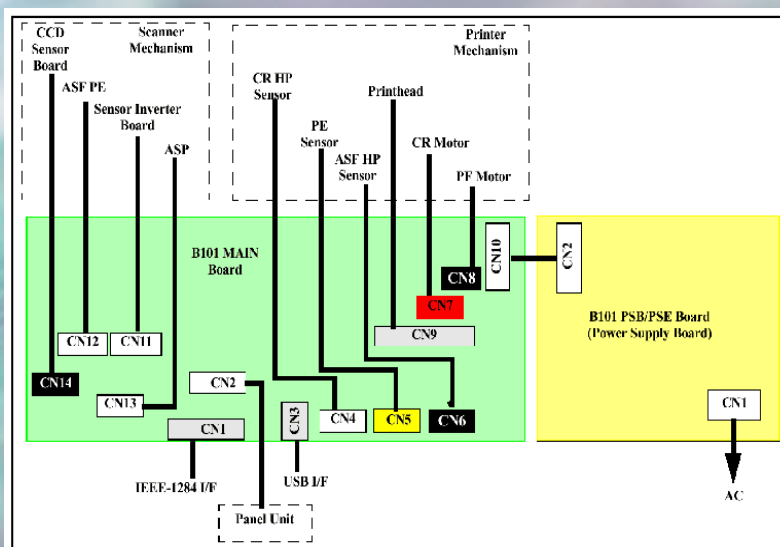 CCD
Sensor
Board
Scanner
Mechanism
ASF PE
Sensor Inverter
Board
ASP
Printer
Mechanism
CR HP
Sensor
Printhead
PE
Sensor
ASF HP
Sensor
CR Motor
PF Motor
B101 MAIN
Board
CN10
CN2
CN8
CN7
CN9
B101 PSB/PSE Board
(Power Supply Board)
CN12
CN11
CN14
CN2
CN13
CN1
CN3
CN4
CN5
CN6
CN1
IEEE-1284 I/F
USB I/F
AC
Panel Unit